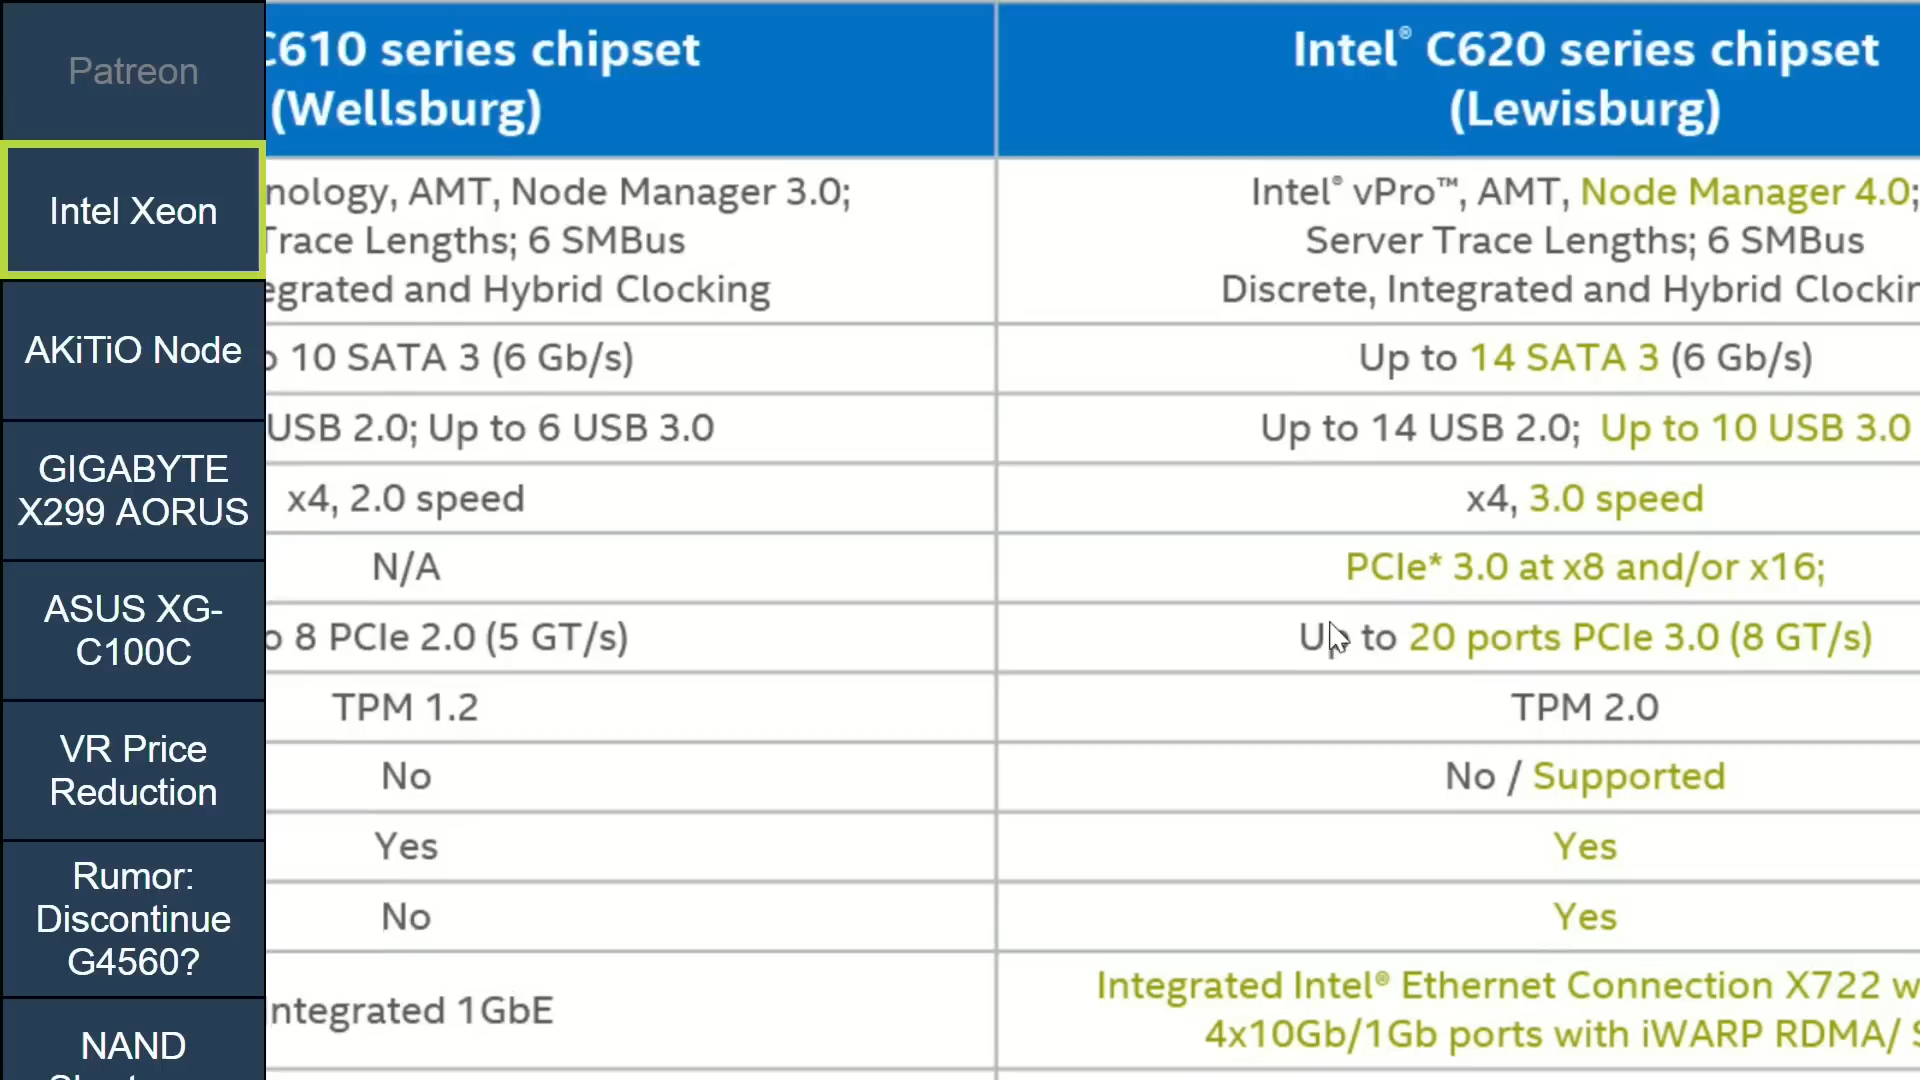 Patreon
Intel Xeon
AKiTiO Node
GIGABYTE
X299 AORUS
ASUS XG-
C100C
VR Price
Reduction
Rumor:
Discontinue
G4560?
NAND
C610 series chipset
(Wellsburg)
Intel® C620 series chipset
(Lewisburg)
nology, AMT, Node Manager 3.0;
Trace Lengths; 6 SMBus
egrated and Hybrid Clocking
Intel® vPro™, AMT, Node Manager 4.0;
Server Trace Lengths; 6 SMBus
Discrete, Integrated and Hybrid Clockin
o 10 SATA 3 (6 Gb/s)
Up to 14 SATA 3 (6 Gb/s)
USB 2.0; Up to 6 USB 3.0
Up to 14 USB 2.0; Up to 10 USB 3.0
x4, 2.0 speed
x4, 3.0 speed
N/A
PCIe* 3.0 at x8 and/or x16;
o 8 PCIe 2.0 (5 GT/s)
Up to 20 ports PCIe 3.0 (8 GT/s)
TPM 1.2
TPM 2.0
No
No / Supported
Yes
Yes
No
Yes
ntegrated 1GbE
Integrated Intel® Ethernet Connection X722 w
4x10Gb/1Gb ports with iWARP RDMA/